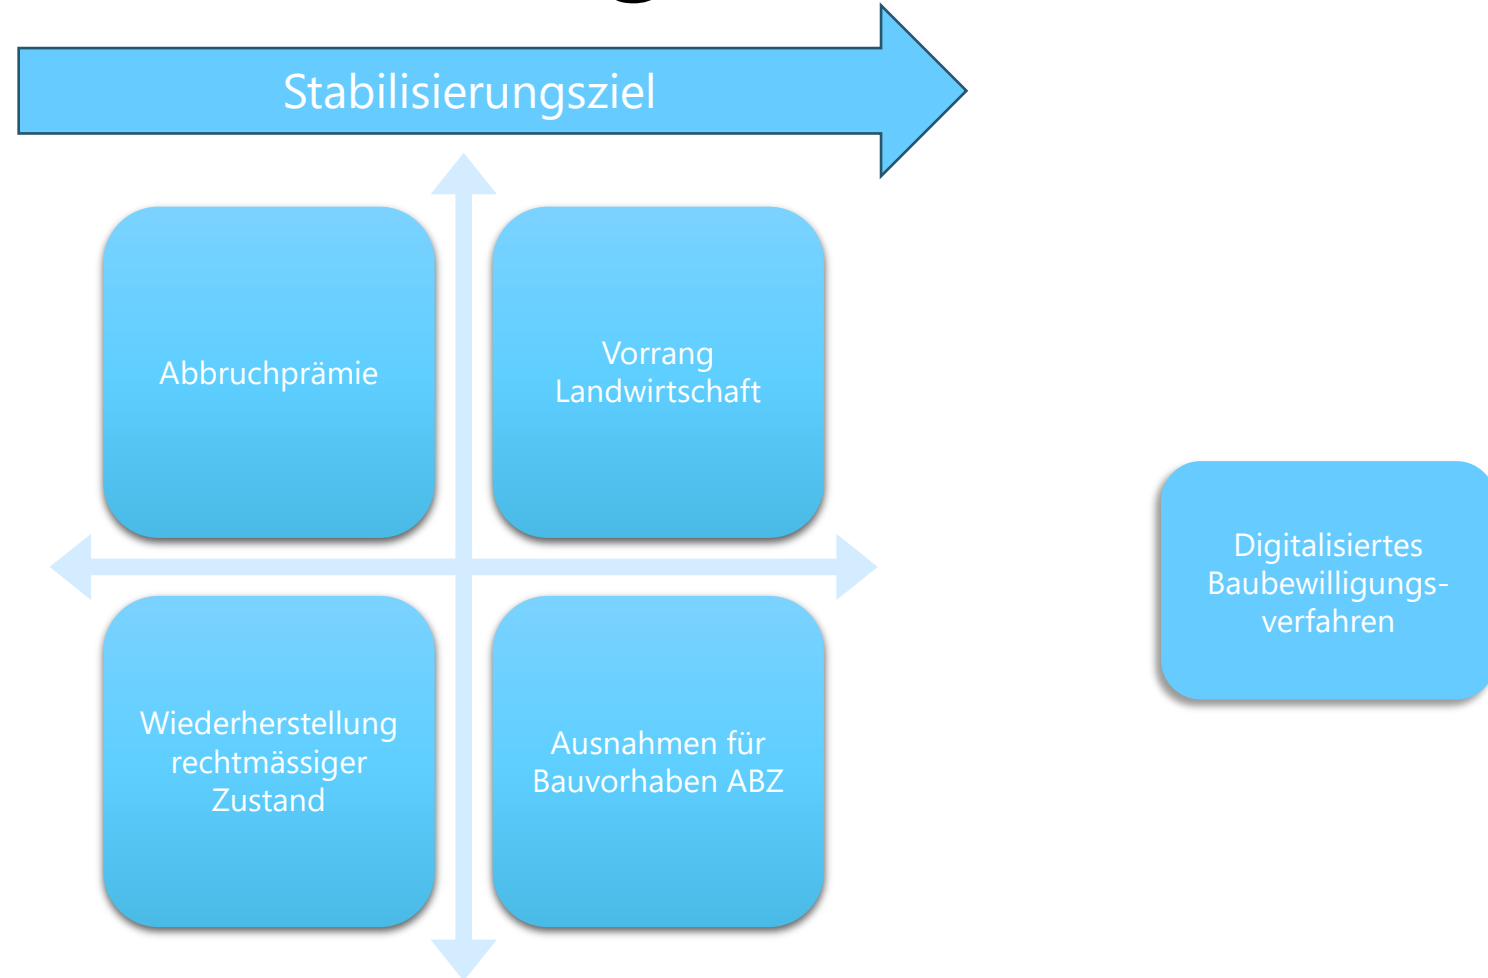 Stabilisierungsziel
Abbruchprämie
Vorrang
Landwirtschaft
Wiederherstellung
rechtmässiger
Zustand
Ausnahmen für
Bauvorhaben ABZ
Digitalisiertes
Baubewilligungs-
verfahren